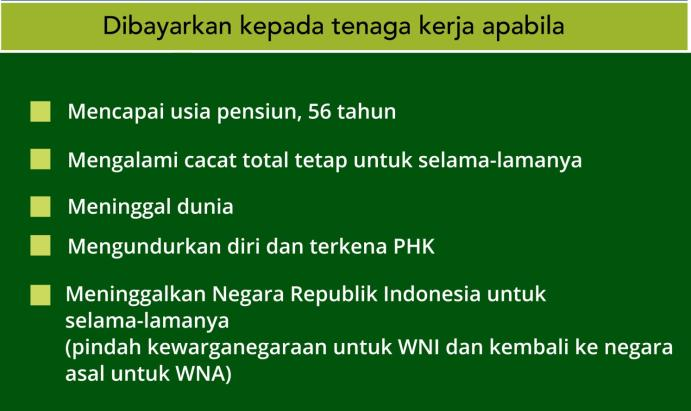 Dibayarkan kepada tenaga kerja apabila
Mencapai usia pensiun, 56 tahun
Mengalami cacat total tetap untuk selama-lamanya
Meninggal dunia
Mengundurkan diri dan terkena PHK
Meninggalkan Negara Republik Indonesia untuk
selama-lamanya
(pindah kewarganegaraan untuk WNI dan kembali ke negara
asal untuk WNA)